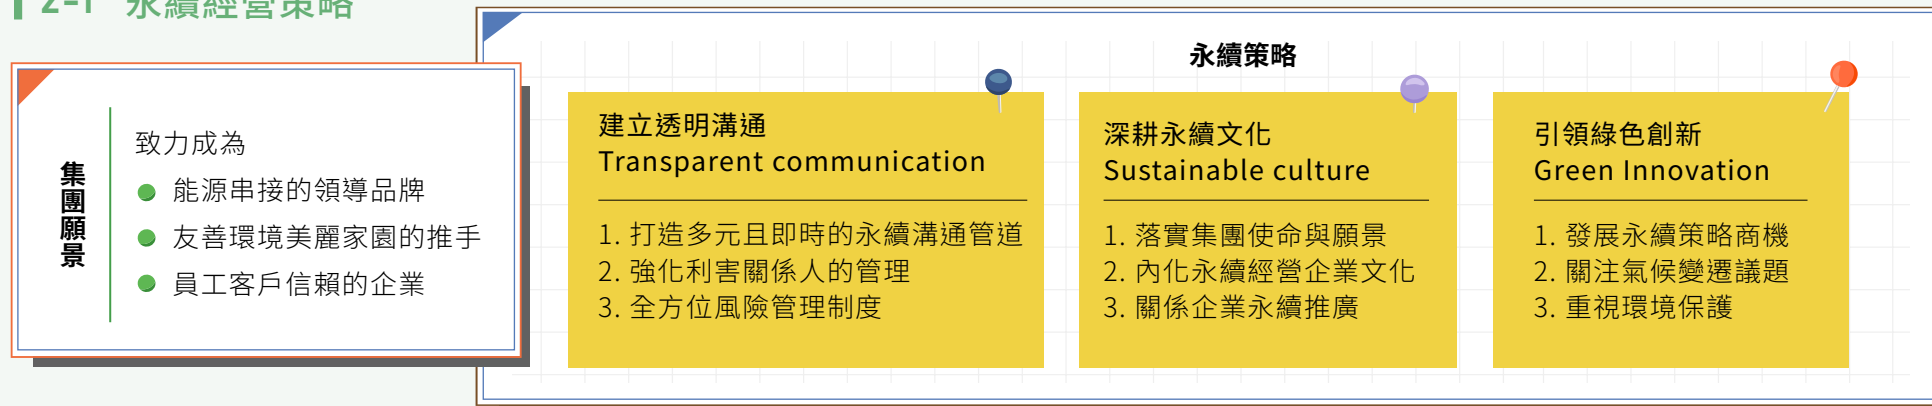 2-1 永續經營策略
集團願景
致力成為
能源串接的領導品牌
友善環境美麗家園的推手
員工客戶信賴的企業
永續策略
建立透明溝通
Transparent communication
1. 打造多元且即時的永續溝通管道
2. 強化利害關係人的管理
3. 全方位風險管理制度
深耕永續文化
Sustainable culture
1. 落實集團使命與願景
2. 內化永續經營企業文化
3. 關係企業永續推廣
引領綠色創新
Green Innovation
1. 發展永續策略商機
2. 關注氣候變遷議題
3. 重視環境保護